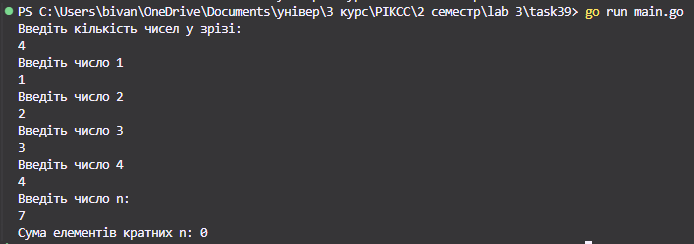 PS C:\Users\bivan\OneDrive\Documents\універ\3 курс\РІКСС\2 семестр\lab 3\task39> go run main.go
Введіть кількість чисел у зрізі:
4
Введіть число 1
1
Введіть число 2
2
Введіть число 3
3
Введіть число 4
4
Введіть число n:
7
Сума елементів кратних n: 0